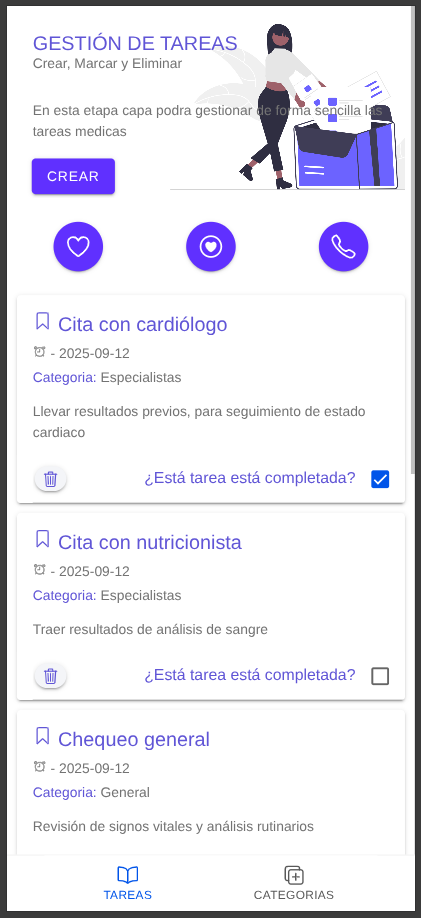 GESTIÓN DE TAREAS
Crear, Marcar y Eliminar
En esta etapa capa podra gestionar de forma sencilla las
tareas medicas
CREAR
Cita con cardiólogo
- 2025-09-12
Categoria: Especialistas
Llevar resultados previos, para seguimiento de estado
cardiaco
¿Está tarea está completada?
Cita con nutricionista
- 2025-09-12
Categoria: Especialistas
Traer resultados de análisis de sangre
¿Está tarea está completada?
Chequeo general
- 2025-09-12
Categoria: General
Revisión de signos vitales y análisis rutinarios
TAREAS
CATEGORIAS